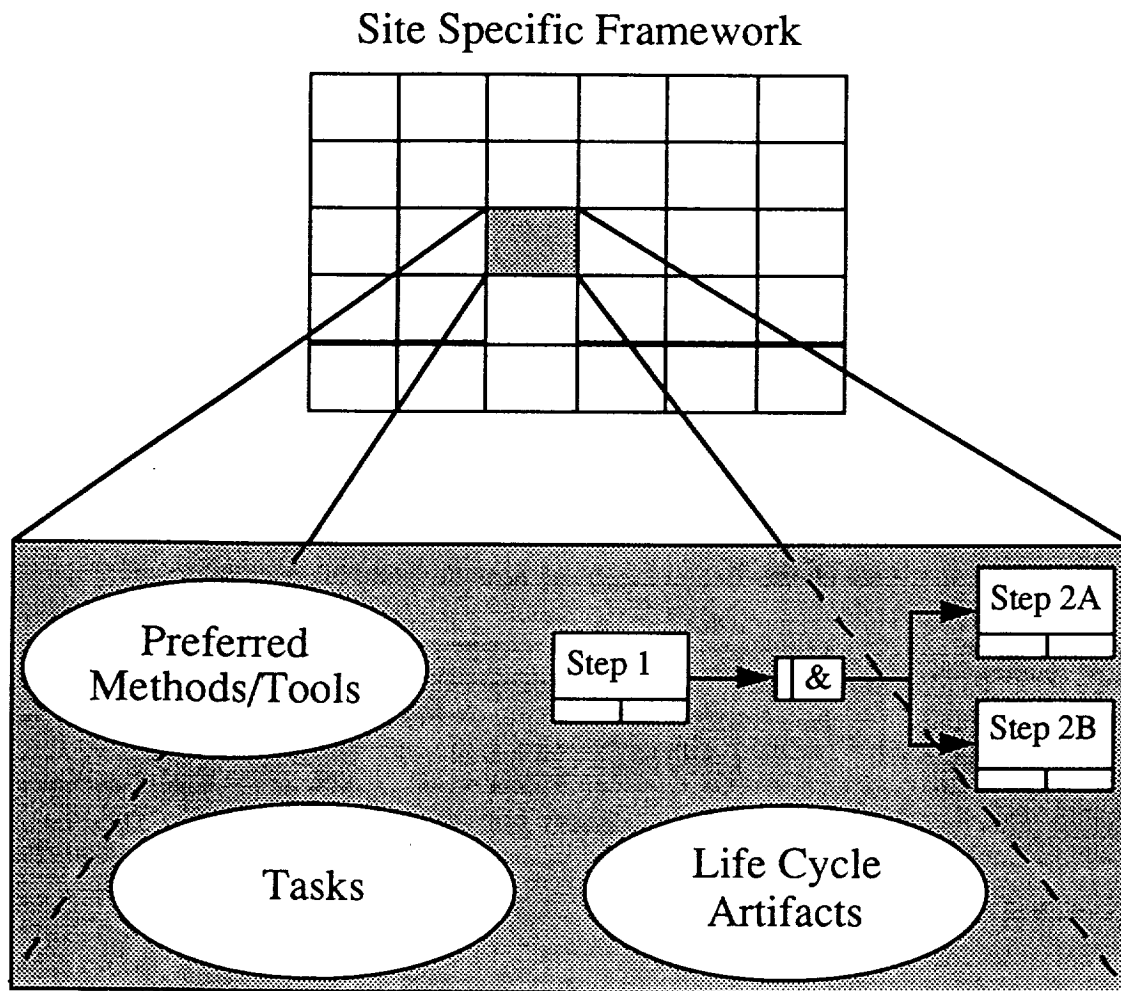 Site Specific Framework
Preferred
Methods/Tools
Step 1
&
Step 2A
Step 2B
Tasks
Life Cycle
Artifacts